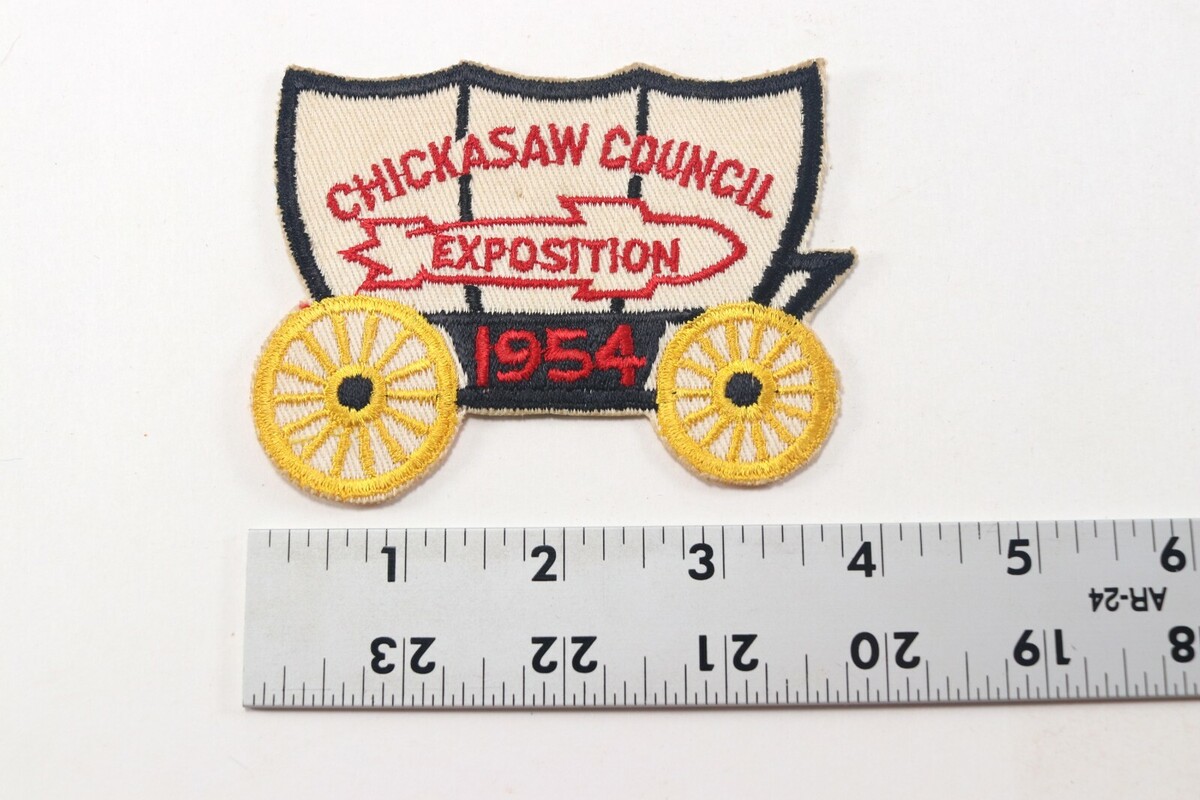 CHICKASAW COUNCIL
EXPOSITION
1954
1 2 3 4 5 6
AR-24
23 22 21 20 19 18